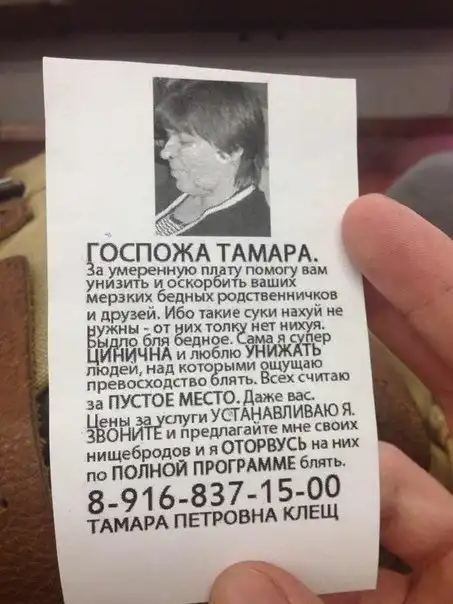 ГОСПОЖА ТАМАРА.
За умеренную плату помогу вам
унизить и оскорбить ваших
мерзких бедных родственничков
и друзей. Ибо такие суки нахуй не
нужны - от них толку нет нихуя.
Быдло бля бедное. Сама я супер
ЦИНИЧНА и люблю УНИЖАТЬ
людей, над которыми ощущаю
превосходство блять. Всех считаю
за ПУСТОЕ МЕСТО. Даже вас.
Цены за услуги УСТАНАВЛИВАЮ Я.
ЗВОНИТЕ и предлагайте мне своих
нищебродов и я ОТОРВУСЬ на них
по ПОЛНОЙ ПРОГРАММЕ блять.
8-916-837-15-00
ТАМАРА ПЕТРОВНА КЛЕЩ